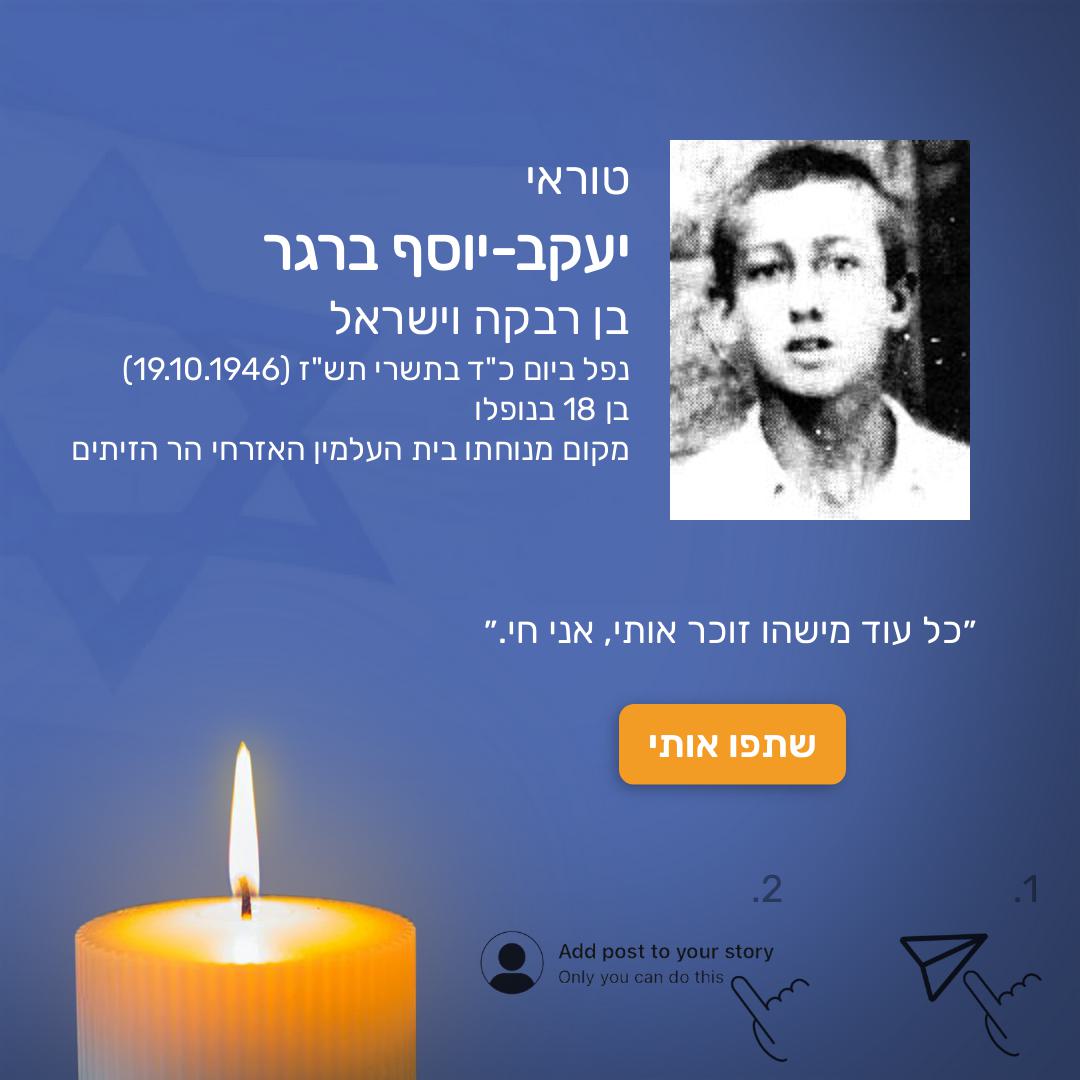 טוראי
יעקב-יוסף ברגר
בן רבקה וישראל
נפל ביום כ"ד בתשרי תש"ז (19.10.1946)
בן 18 בנופלו
מקום מנוחתו בית העלמין האזרחי הר הזיתים
״כל עוד מישהו זוכר אותי, אני חי.״
שתפו אותי
1.
2.
Add post to your story
Only you can do this